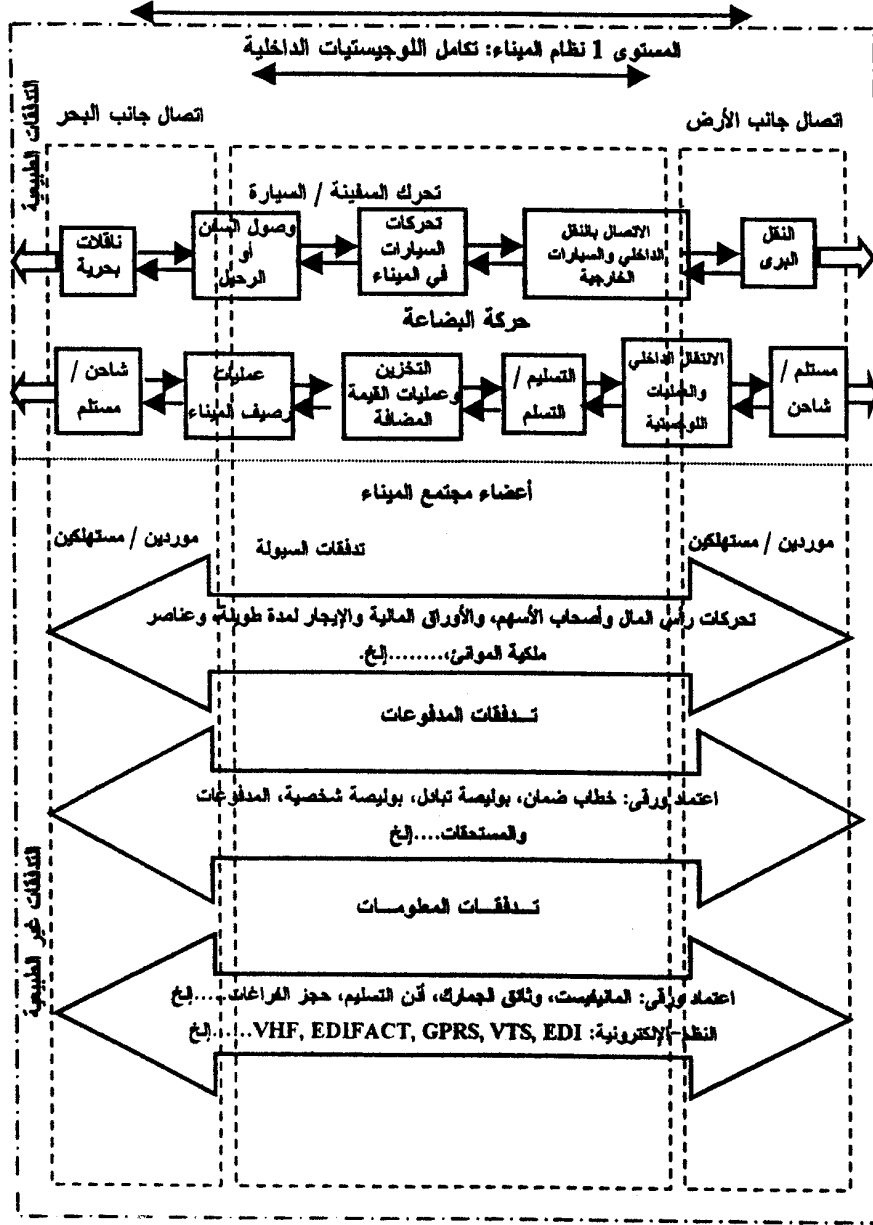 المستوى 1 نظام الميناء: تكامل اللوجيستيات الداخلية
اتصال جانب الأرض
اتصال جانب البحر
التدفقات الطبيعية
تحرك السفينة / السيارة
النقل
البرى
الاتصال بالنقل
الداخلي والسيارات
الخارجية
تحركات
السيارات
في الميناء
وصول السفن
أو
الرحيل
ناقلات
بحرية
حركة البضاعة
مستلم /
شاحن
الانتقال الداخلي
والعمليات
اللوجستية
التسليم /
التسلم
التخزين
وعمليات القيمة
المضافة
عمليات
رصيف الميناء
شاحن /
مستلم
أعضاء مجتمع الميناء
موردين / مستهلكين
تدفقات السيولة
موردين / مستهلكين
تحركات رأس المال وأصحاب الأسهم، والأوراق المالية والإيجار لمدة طويلة، وعناصر
ملكية الموانئ،........إلخ.
تـدفقات المدفوعات
اعتماد ورقى: خطاب ضمان، بوليصة تبادل، بوليصة شخصية، المدفوعات
والمستحقات....إلخ
تـدفقـات المعلومـات
التدفقات غير الطبيعية
اعتماد ورقى: المانيفيست، وثائق الجمارك، أذن التسليم، حجز الفراغات.....إلخ
النظم الإلكترونية: VHF, EDIFACT, GPRS, VTS, EDI.......إلخ